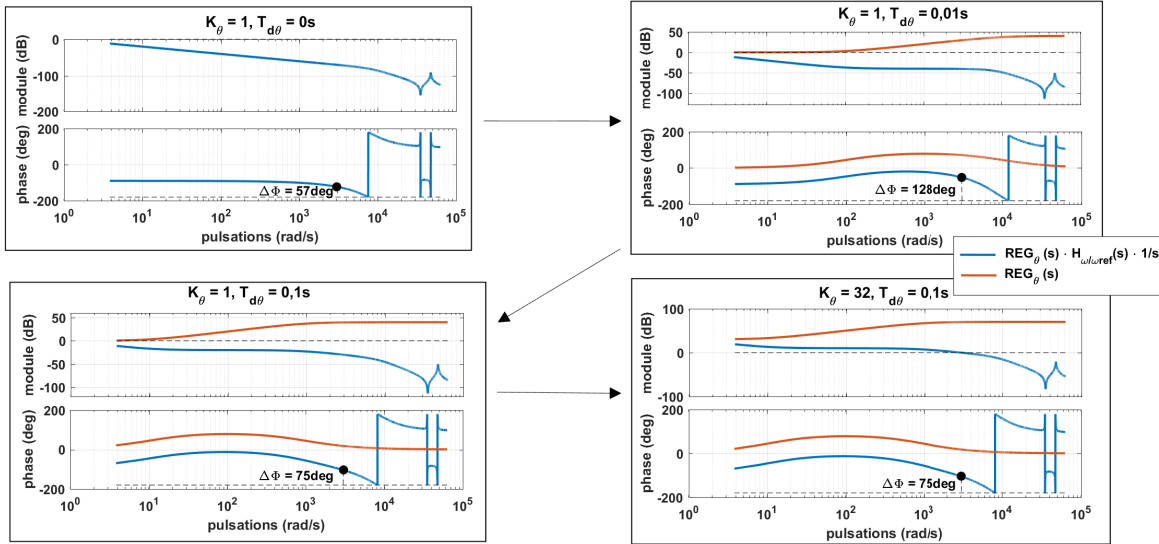 K_θ = 1, T_dθ = 0s
module (dB)
0
-100
-200
phase (deg)
200
0
-200
ΔΦ = 57deg
10^0 10^1 10^2 10^3 10^4 10^5
pulsations (rad/s)
K_θ = 1, T_dθ = 0,01s
module (dB)
50
0
-50
-100
phase (deg)
200
0
-200
ΔΦ = 128deg
10^0 10^1 10^2 10^3 10^4 10^5
pulsations (rad/s)
REG_θ (s) · H_ω/ωref(s) · 1/s
REG_θ (s)
K_θ = 1, T_dθ = 0,1s
module (dB)
50
0
-50
-100
phase (deg)
200
0
-200
ΔΦ = 75deg
10^0 10^1 10^2 10^3 10^4 10^5
pulsations (rad/s)
K_θ = 32, T_dθ = 0,1s
module (dB)
100
0
-100
phase (deg)
200
0
-200
ΔΦ = 75deg
10^0 10^1 10^2 10^3 10^4 10^5
pulsations (rad/s)